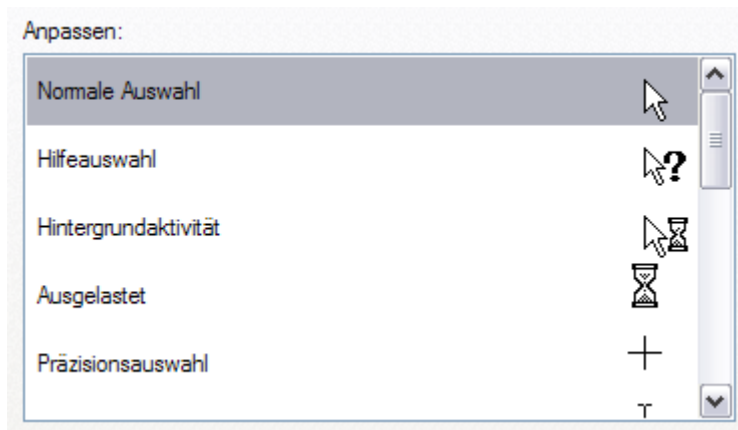 Anpassen:
Normale Auswahl
Hilfeauswahl
Hintergrundaktivität
Ausgelastet
Präzisionsauswahl